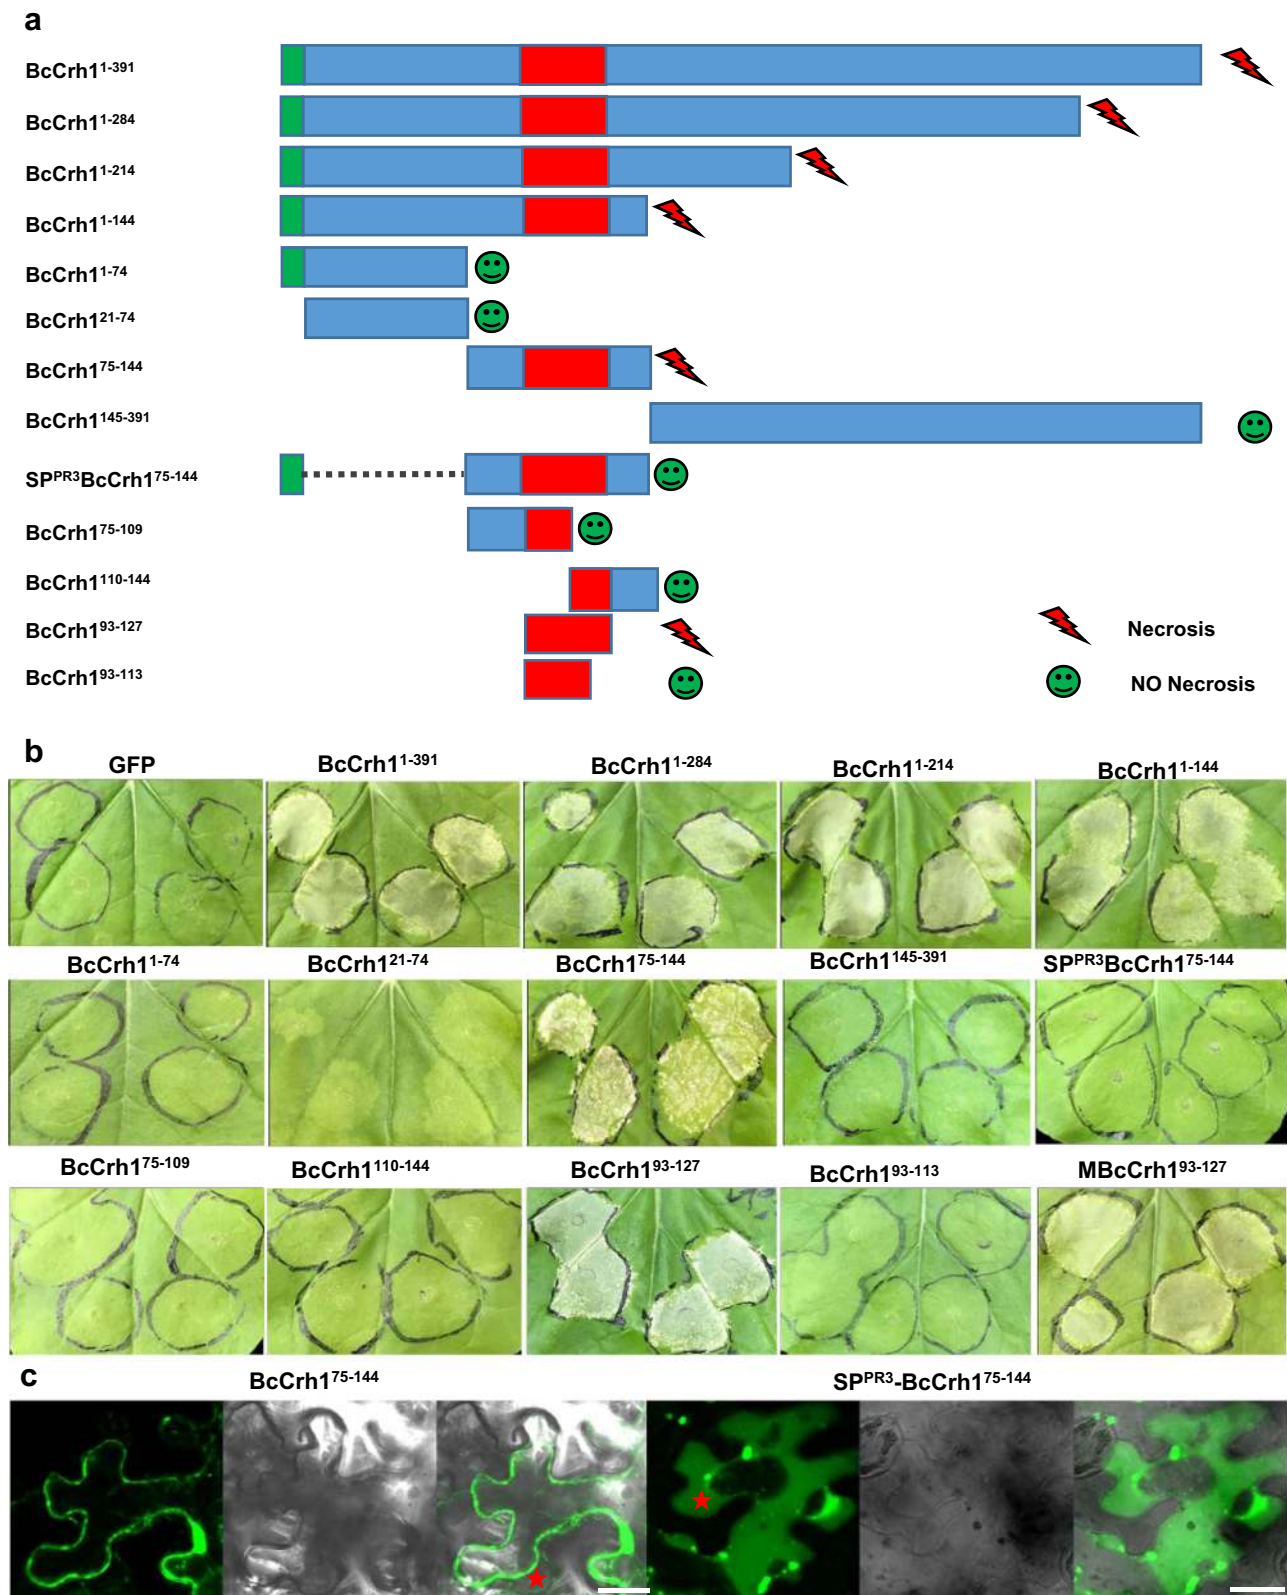 a
BcCrh1¹⁻³⁹¹
BcCrh1¹⁻²⁸⁴
BcCrh1¹⁻²¹⁴
BcCrh1¹⁻¹⁴⁴
BcCrh1¹⁻⁷⁴
BcCrh1²¹⁻⁷⁴
BcCrh1⁷⁵⁻¹⁴⁴
BcCrh1¹⁴⁵⁻³⁹¹
SPᴾᴿ³BcCrh1⁷⁵⁻¹⁴⁴
BcCrh1⁷⁵⁻¹⁰⁹
BcCrh1¹¹⁰⁻¹⁴⁴
BcCrh1⁹³⁻¹²⁷
Necrosis
BcCrh1⁹³⁻¹¹³
NO Necrosis
b
GFP BcCrh1¹⁻³⁹¹ BcCrh1¹⁻²⁸⁴ BcCrh1¹⁻²¹⁴ BcCrh1¹⁻¹⁴⁴
BcCrh1¹⁻⁷⁴ BcCrh1²¹⁻⁷⁴ BcCrh1⁷⁵⁻¹⁴⁴ BcCrh1¹⁴⁵⁻³⁹¹ SPᴾᴿ³BcCrh1⁷⁵⁻¹⁴⁴
BcCrh1⁷⁵⁻¹⁰⁹ BcCrh1¹¹⁰⁻¹⁴⁴ BcCrh1⁹³⁻¹²⁷ BcCrh1⁹³⁻¹¹³ MBcCrh1⁹³⁻¹²⁷
c
BcCrh1⁷⁵⁻¹⁴⁴ SPᴾᴿ³-BcCrh1⁷⁵⁻¹⁴⁴